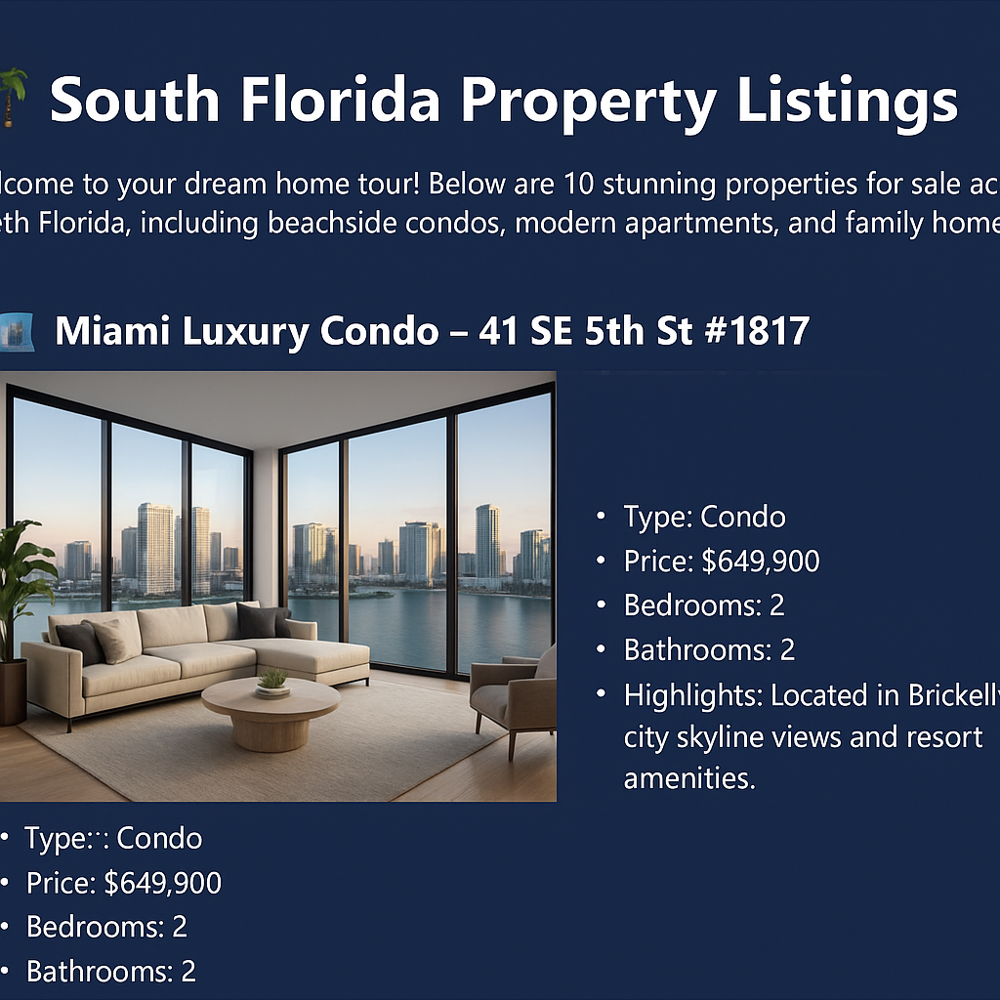 South Florida Property Listings
lcome to your dream home tour! Below are 10 stunning properties for sale ac
eth Florida, including beachside condos, modern apartments, and family home
Miami Luxury Condo – 41 SE 5th St #1817
• Type: Condo
• Price: $649,900
• Bedrooms: 2
• Bathrooms: 2
• Highlights: Located in Brickell
city skyline views and resort
amenities.
• Type::: Condo
• Price: $649,900
• Bedrooms: 2
• Bathrooms: 2